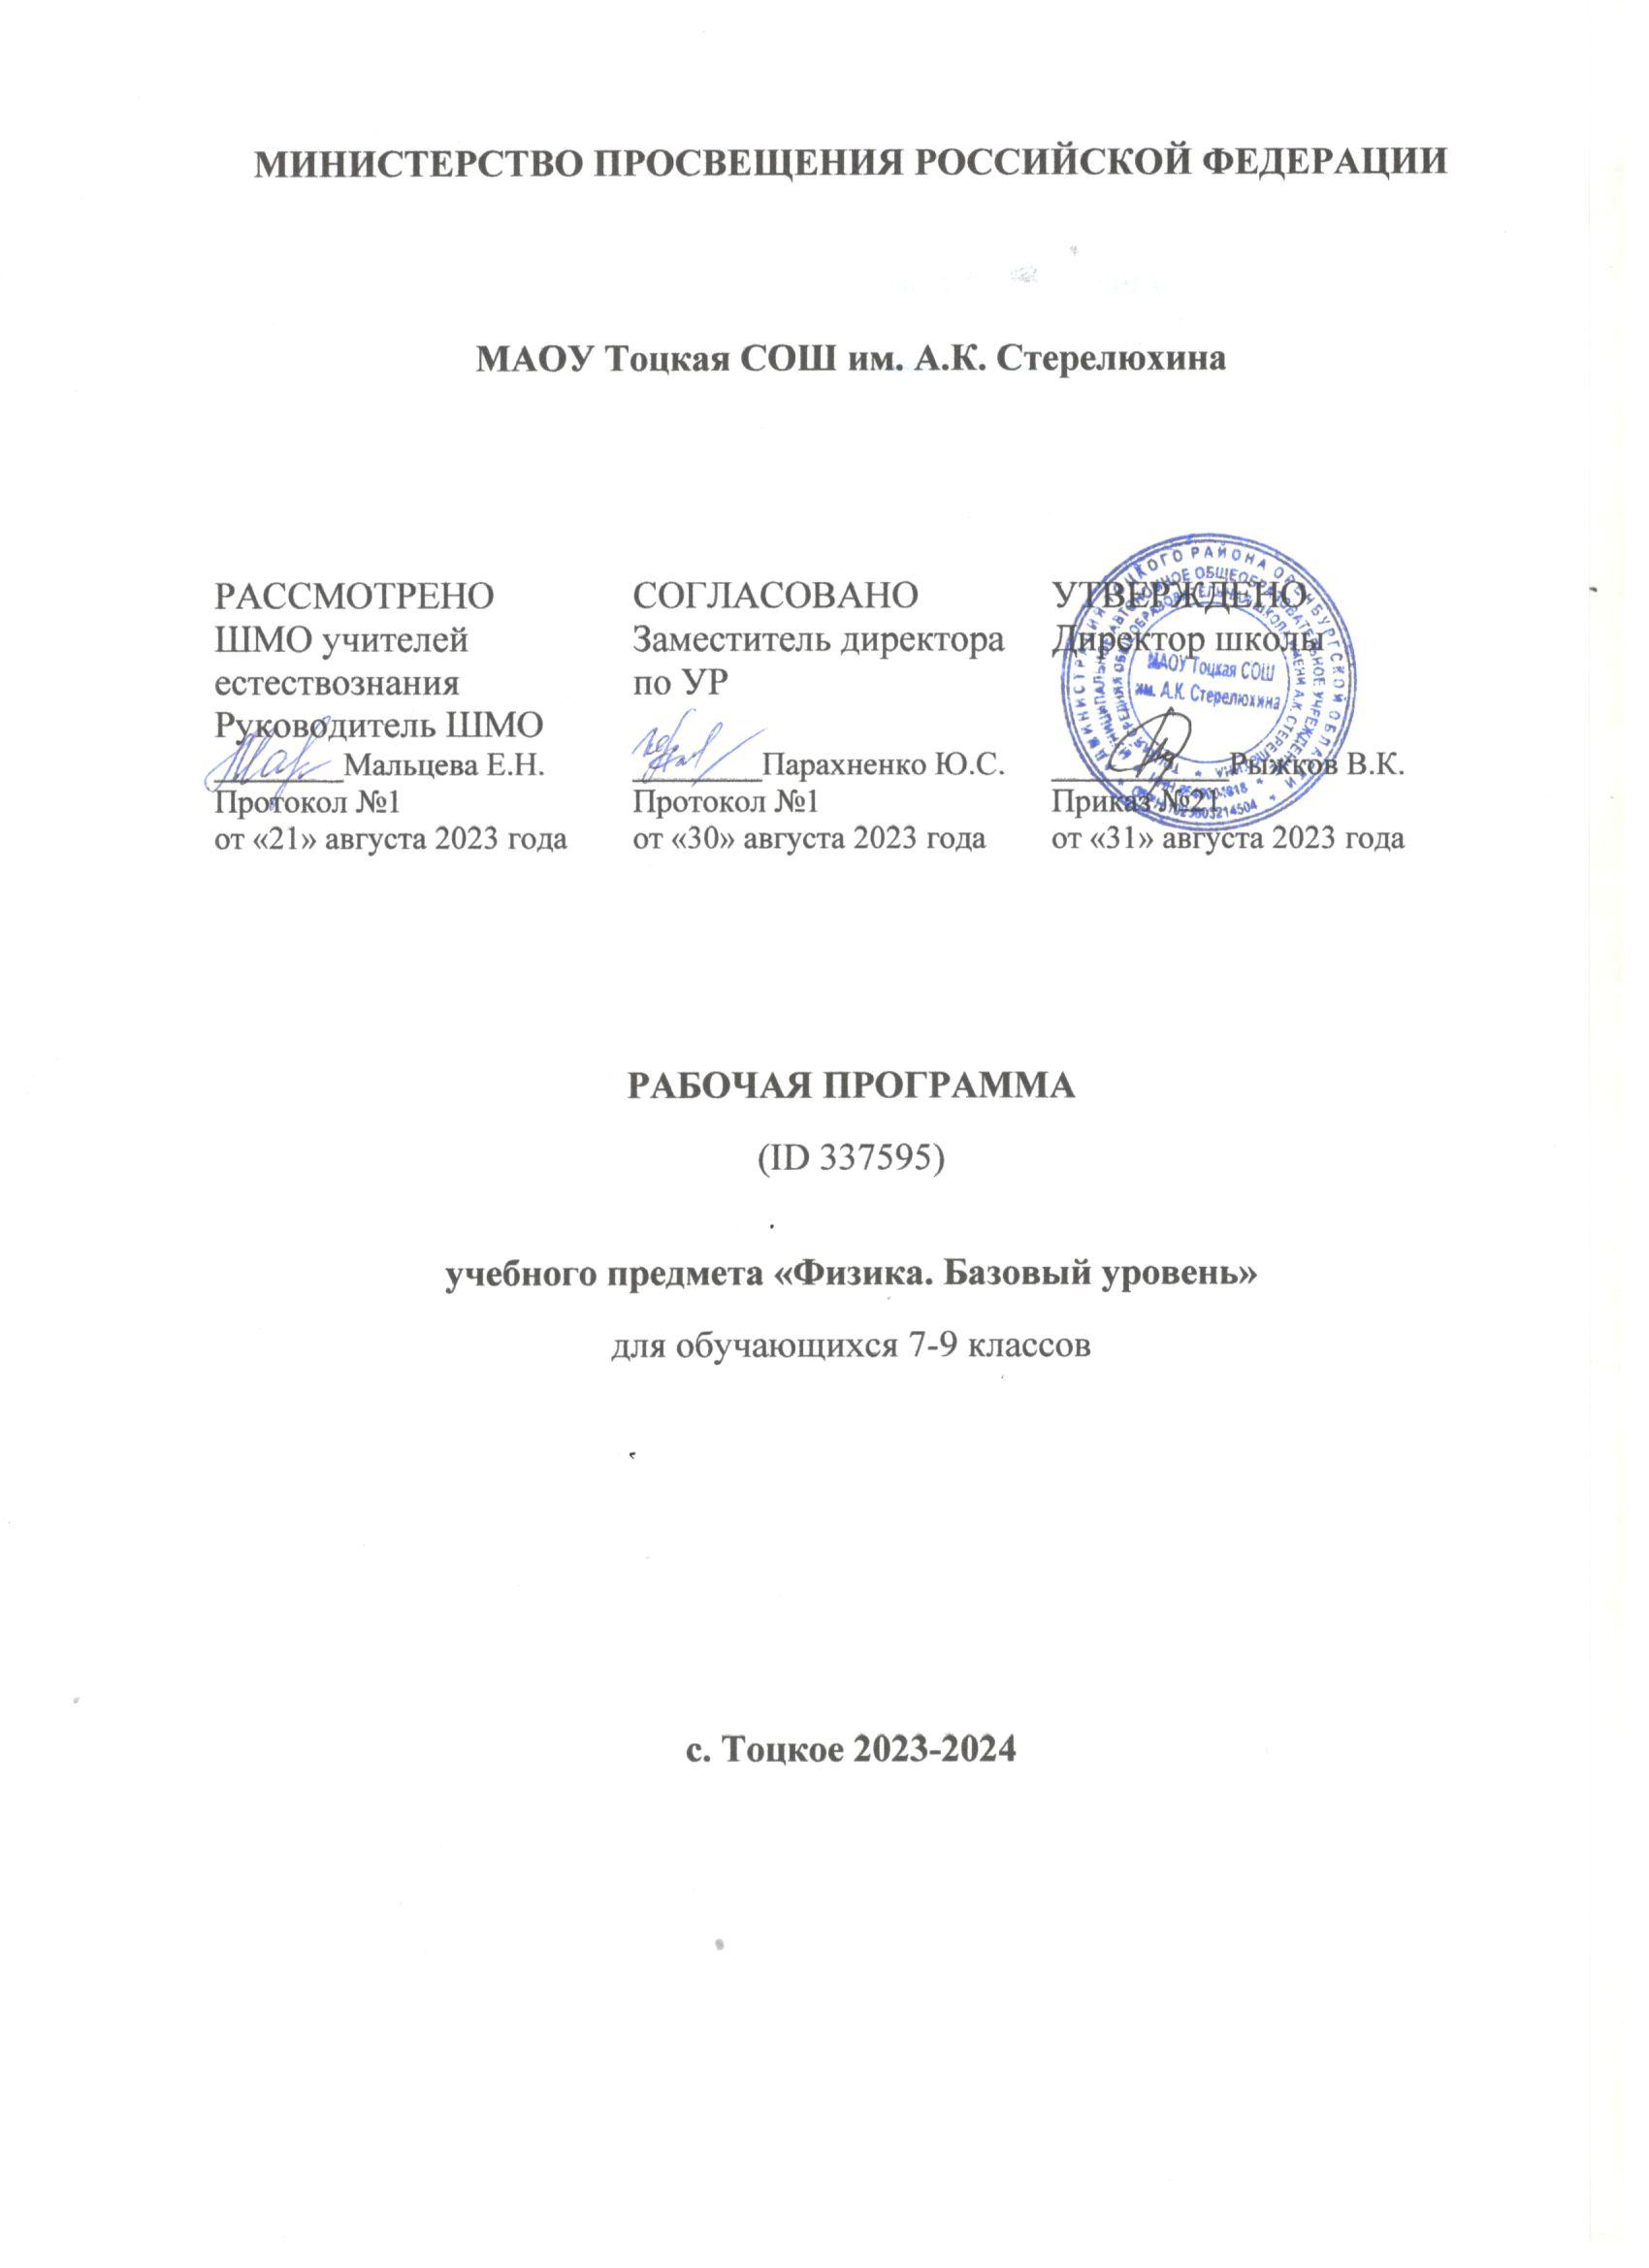 МИНИСТЕРСТВО ПРОСВЕЩЕНИЯ РОССИЙСКОЙ ФЕДЕРАЦИИ
МАОУ Тоцкая СОШ им. А.К. Стерелюхина
РАССМОТРЕНО
ШМО учителей
естествознания
Руководитель ШМО
Мальцева Е.Н.
Протокол №1
от «21» августа 2023 года
СОГЛАСОВАНО
Заместитель директора
по УР
Парахненко Ю.С.
Протокол №1
от «30» августа 2023 года
УТВЕРЖДЕНО
Директор школы
Рыжков В.К.
Приказ №21
от «31» августа 2023 года
МАОУ Тоцкая СОШ
им. А.К. Стерелюхина
РАБОЧАЯ ПРОГРАММА
(ID 337595)
учебного предмета «Физика. Базовый уровень»
для обучающихся 7-9 классов
с. Тоцкое 2023-2024